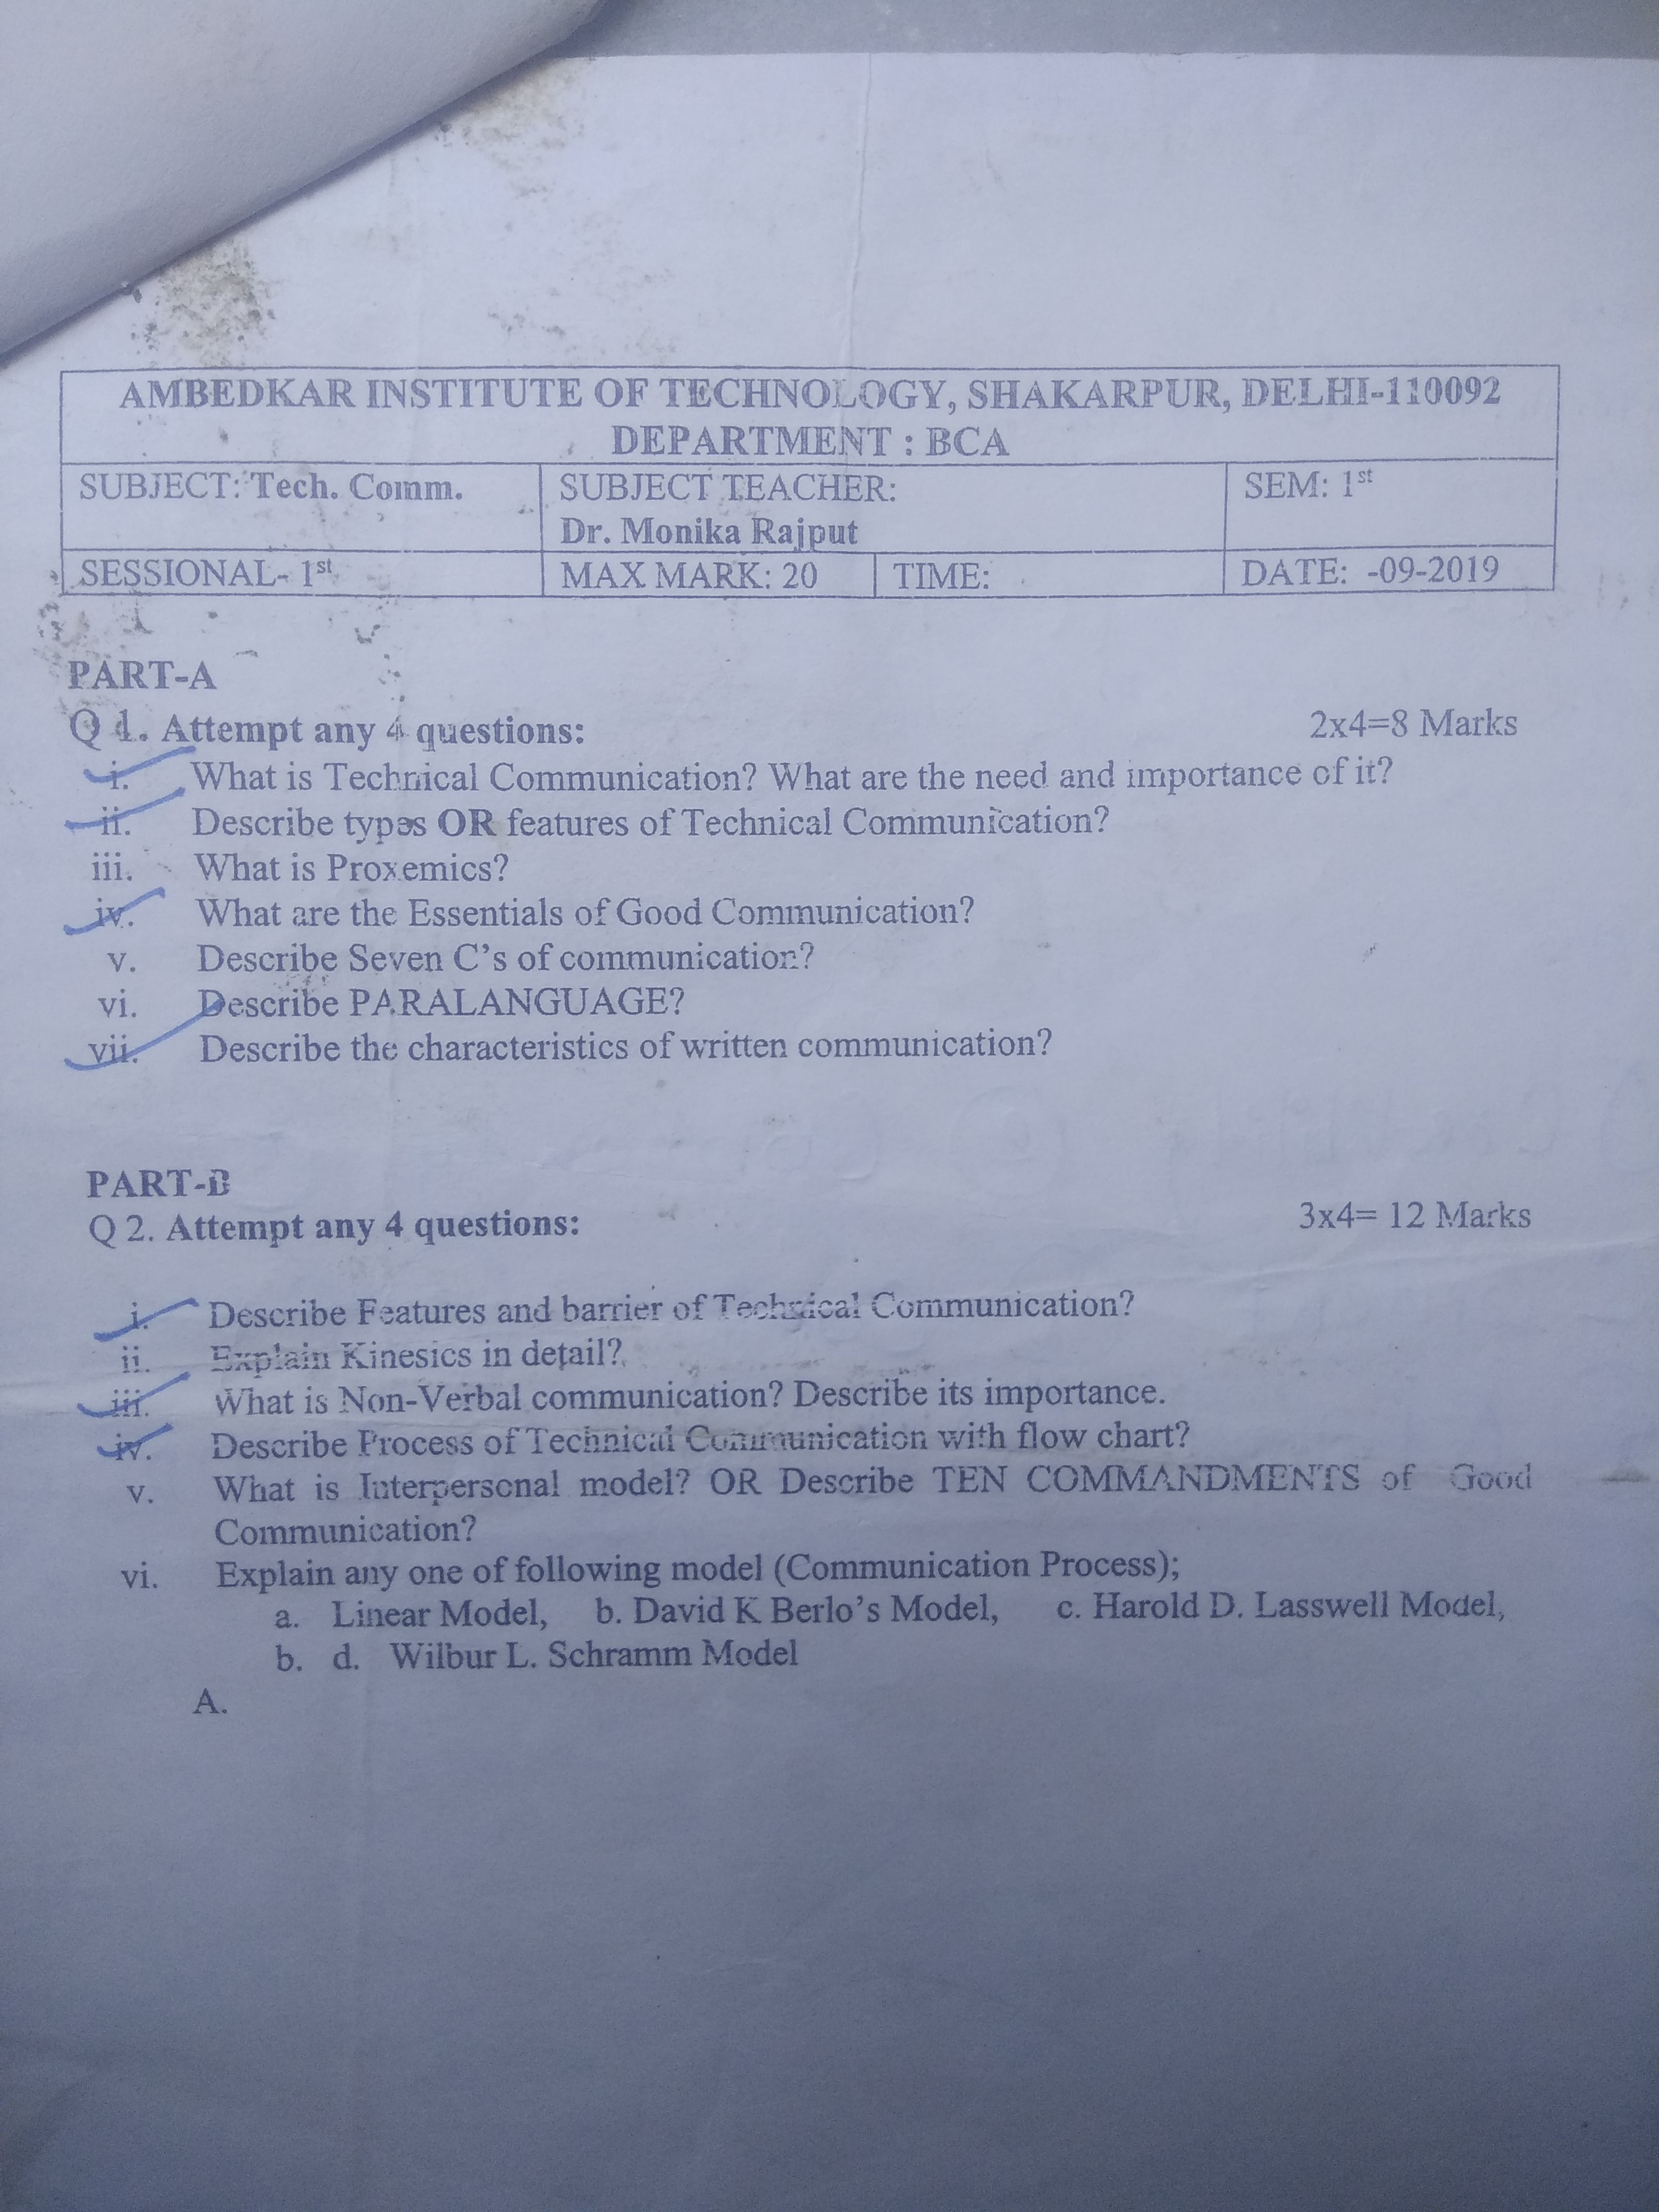 AMBEDKAR INSTITUTE OF TECHNOLOGY, SHAKARPUR, DELHI-110092
DEPARTMENT : BCA
SUBJECT: Tech. Comm. SUBJECT TEACHER: SEM: 1st
Dr. Monika Rajput
SESSIONAL- 1st MAX MARK: 20 TIME: DATE: -09-2019
PART-A
Q 1. Attempt any 4 questions: 2x4=8 Marks
i. What is Technical Communication? What are the need and importance of it?
ii. Describe types OR features of Technical Communication?
iii. What is Proxemics?
iv. What are the Essentials of Good Communication?
v. Describe Seven C's of communication?
vi. Describe PARALANGUAGE?
vii. Describe the characteristics of written communication?
PART-B
Q 2. Attempt any 4 questions: 3x4= 12 Marks
i. Describe Features and barrier of Technical Communication?
ii. Explain Kinesics in detail?
iii. What is Non-Verbal communication? Describe its importance.
iv. Describe Process of Technical Communication with flow chart?
v. What is Interpersonal model? OR Describe TEN COMMANDMENTS of Good
Communication?
vi. Explain any one of following model (Communication Process);
a. Linear Model, b. David K Berlo's Model, c. Harold D. Lasswell Model,
b. d. Wilbur L. Schramm Model
A.